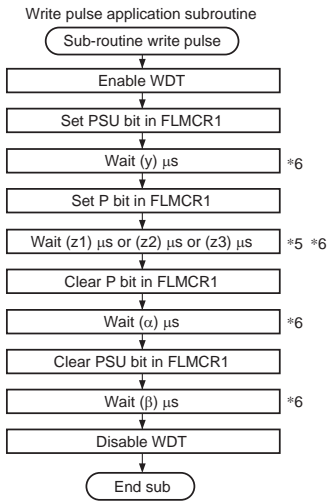 Write pulse application subroutine
Sub-routine write pulse
Enable WDT
Set PSU bit in FLMCR1
Wait (y) μs *6
Set P bit in FLMCR1
Wait (z1) μs or (z2) μs or (z3) μs *5 *6
Clear P bit in FLMCR1
Wait (α) μs *6
Clear PSU bit in FLMCR1
Wait (β) μs *6
Disable WDT
End sub